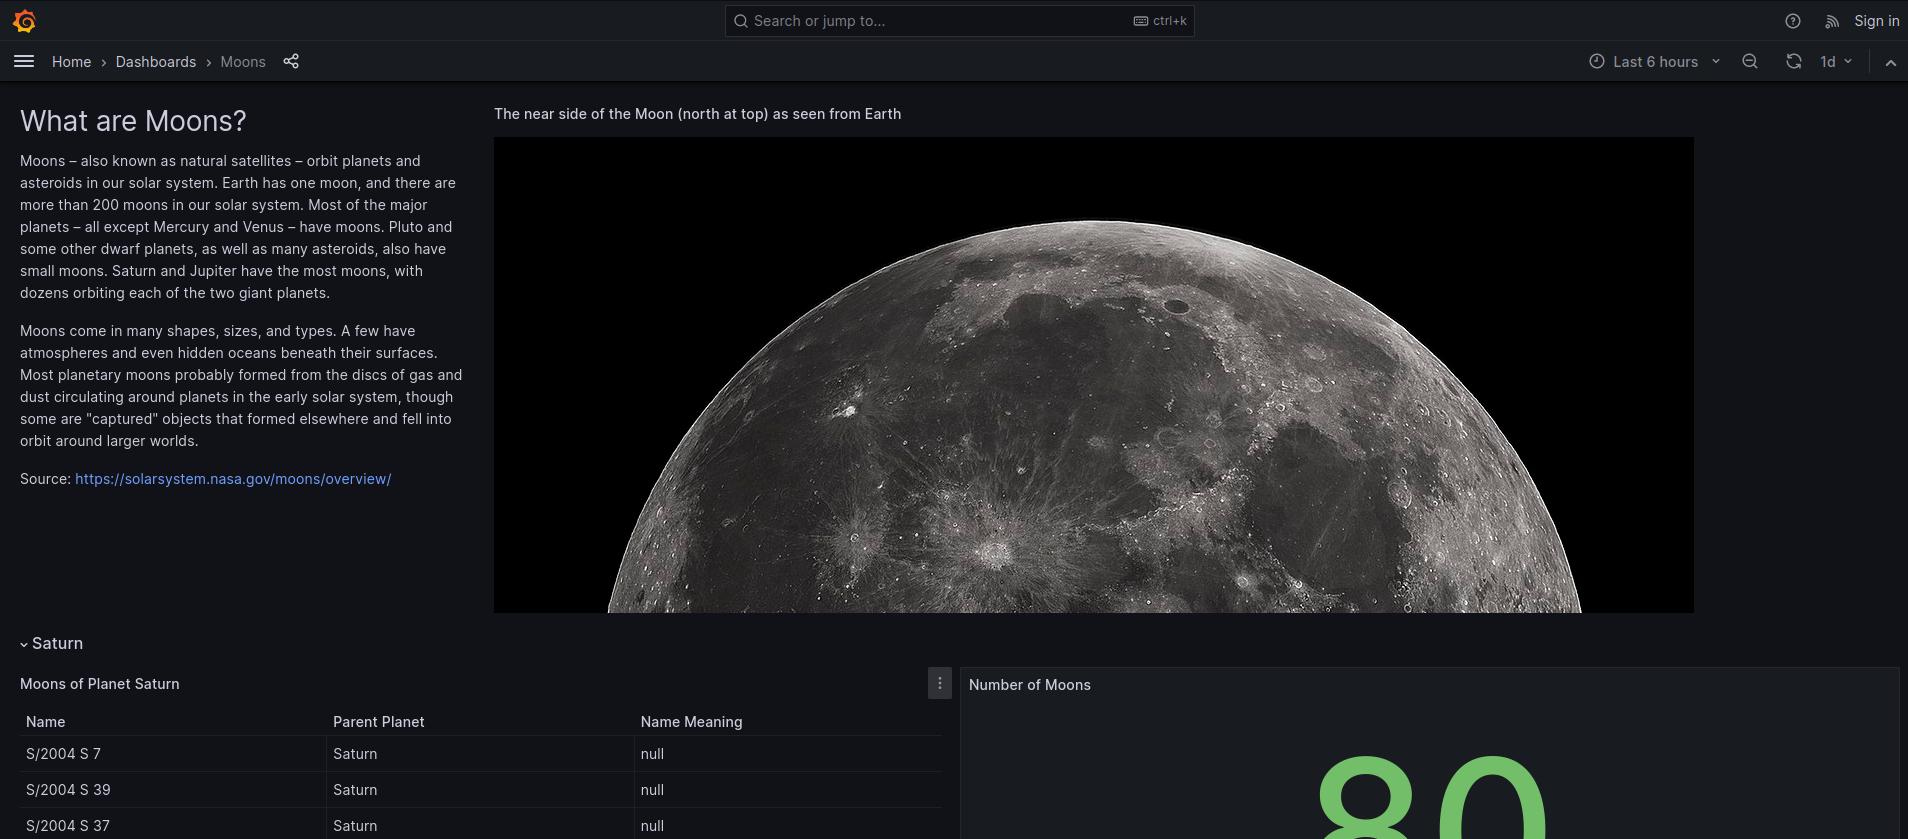 Search or jump to...
ctrl+k
Sign in
Home › Dashboards › Moons
Last 6 hours
1d
What are Moons?
Moons – also known as natural satellites – orbit planets and
asteroids in our solar system. Earth has one moon, and there are
more than 200 moons in our solar system. Most of the major
planets – all except Mercury and Venus – have moons. Pluto and
some other dwarf planets, as well as many asteroids, also have
small moons. Saturn and Jupiter have the most moons, with
dozens orbiting each of the two giant planets.
Moons come in many shapes, sizes, and types. A few have
atmospheres and even hidden oceans beneath their surfaces.
Most planetary moons probably formed from the discs of gas and
dust circulating around planets in the early solar system, though
some are "captured" objects that formed elsewhere and fell into
orbit around larger worlds.
Source: https://solarsystem.nasa.gov/moons/overview/
The near side of the Moon (north at top) as seen from Earth
Saturn
Moons of Planet Saturn
Name Parent Planet Name Meaning
S/2004 S 7 Saturn null
S/2004 S 39 Saturn null
S/2004 S 37 Saturn null
Number of Moons
80